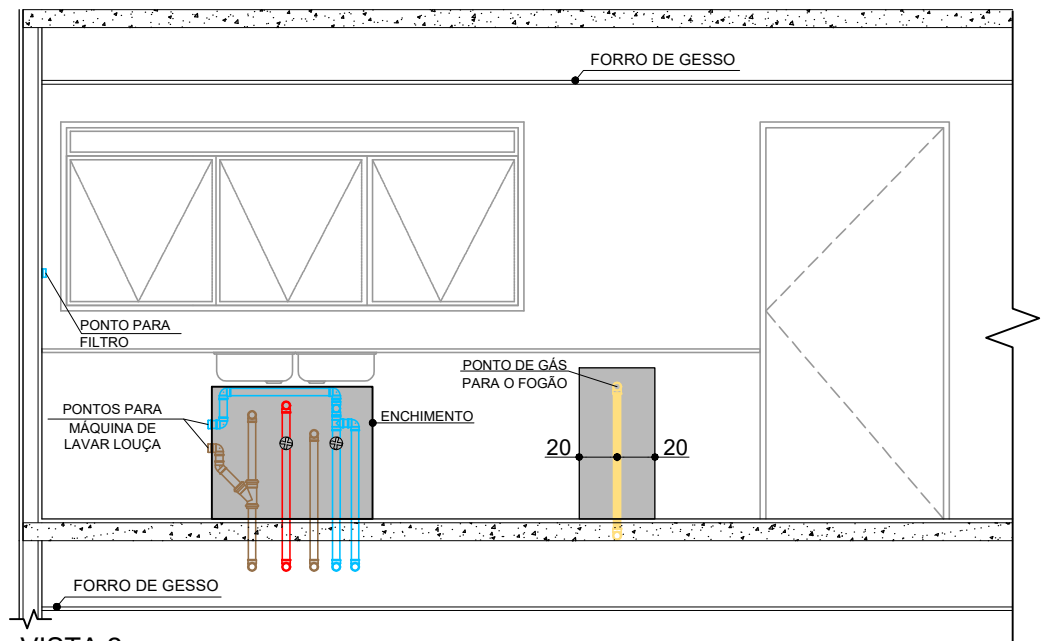 FORRO DE GESSO
PONTO PARA
FILTRO
PONTO DE GÁS
PARA O FOGÃO
PONTOS PARA
MÁQUINA DE
LAVAR LOUÇA
ENCHIMENTO
20
20
FORRO DE GESSO